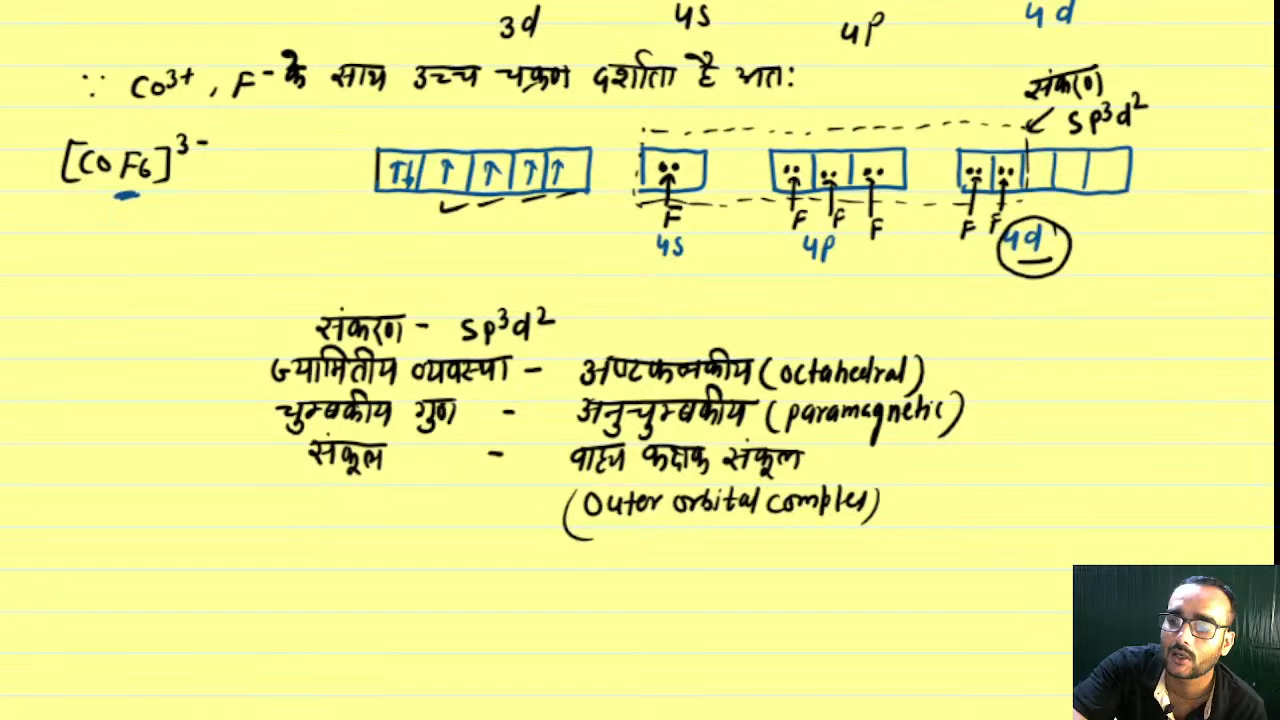 3d 4s 4p 4d
∵ Co³⁺, F⁻ के साथ उच्च चक्रण दर्शाता है अतः
संकरण
sp³d²
[CoF6]³⁻ ↑↓ ↑ ↑ ↑ ↑
F F F F F F
4s 4p 4d
संकरण - sp³d²
ज्यामितीय व्यवस्था - अष्टफलकीय (octahedral)
चुम्बकीय गुण - अनुचुम्बकीय (paramagnetic)
संकूल - वाह्य कक्षक संकूल
(Outer orbital complex)